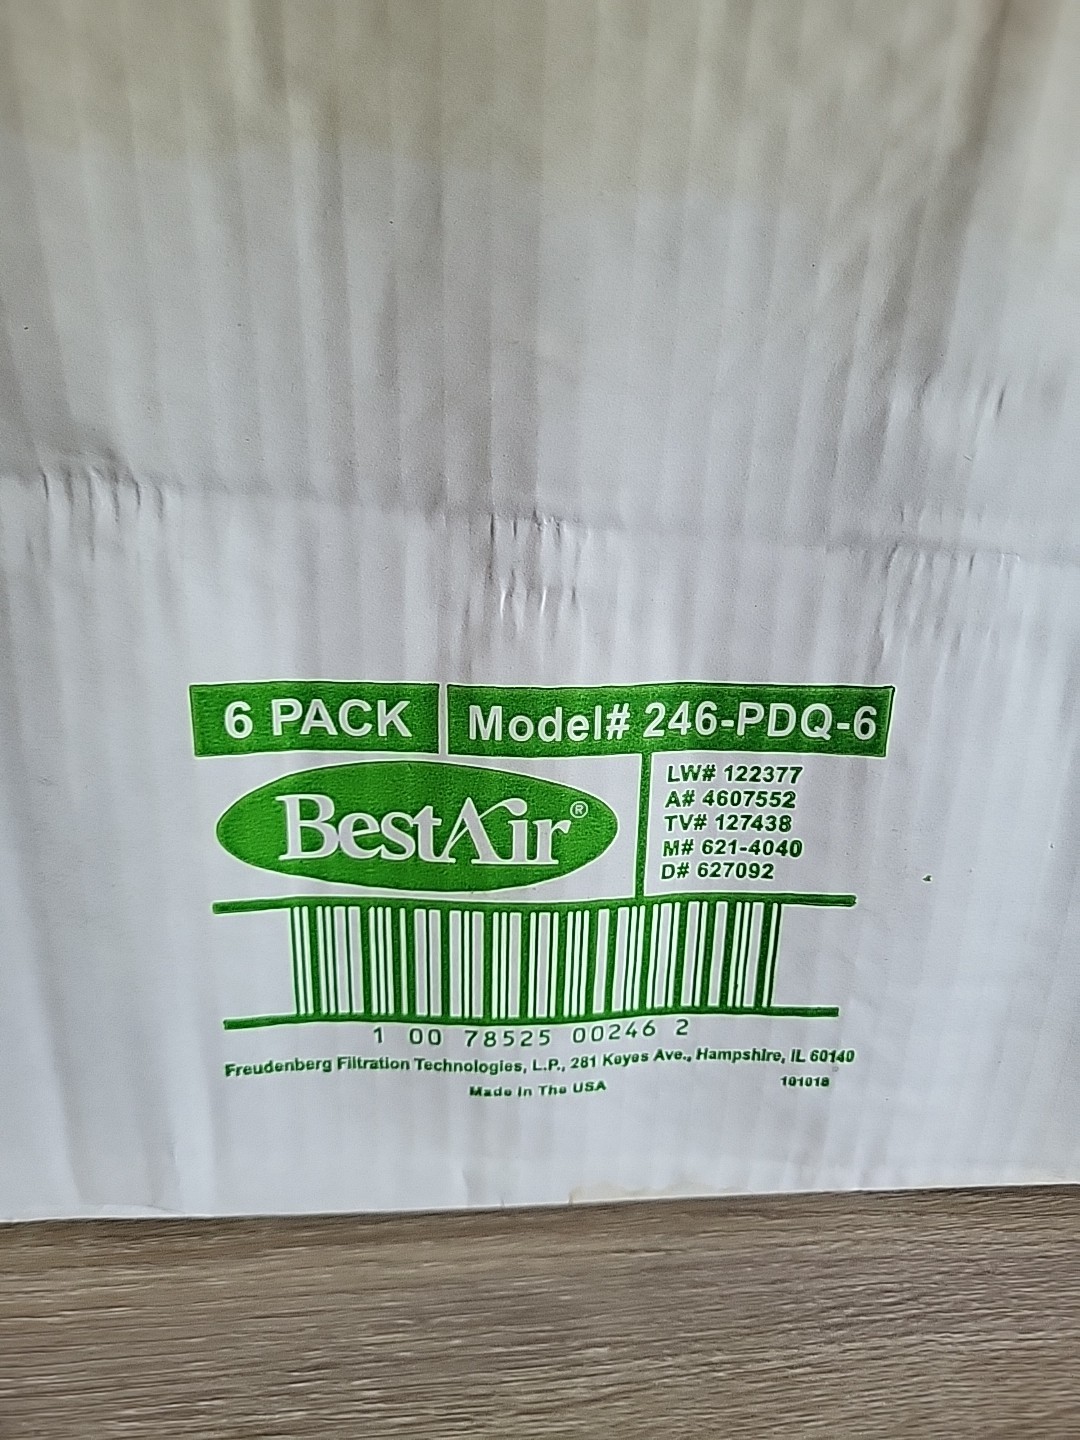 6 PACK Model# 246-PDQ-6
BestAir®
LW# 122377
A# 4607552
TV# 127438
M# 621-4040
D# 627092
1 00 78525 00246 2
Freudenberg Filtration Technologies, L.P., 281 Keyes Ave., Hampshire, IL 60140
Made In The USA
101018